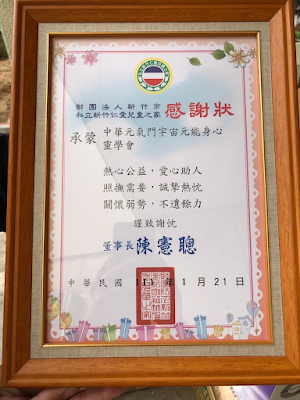 財團法人新竹市
私立新竹仁愛兒童之家 感謝狀
承蒙 中華元氣門宇宙元能身心
靈學會
熱心公益，愛心助人
照撫需要，誠摯熱忱
關懷弱勢，不遺餘力
謹致謝忱
董事長 陳憲聰
中華民國 111 年 1 月 21 日